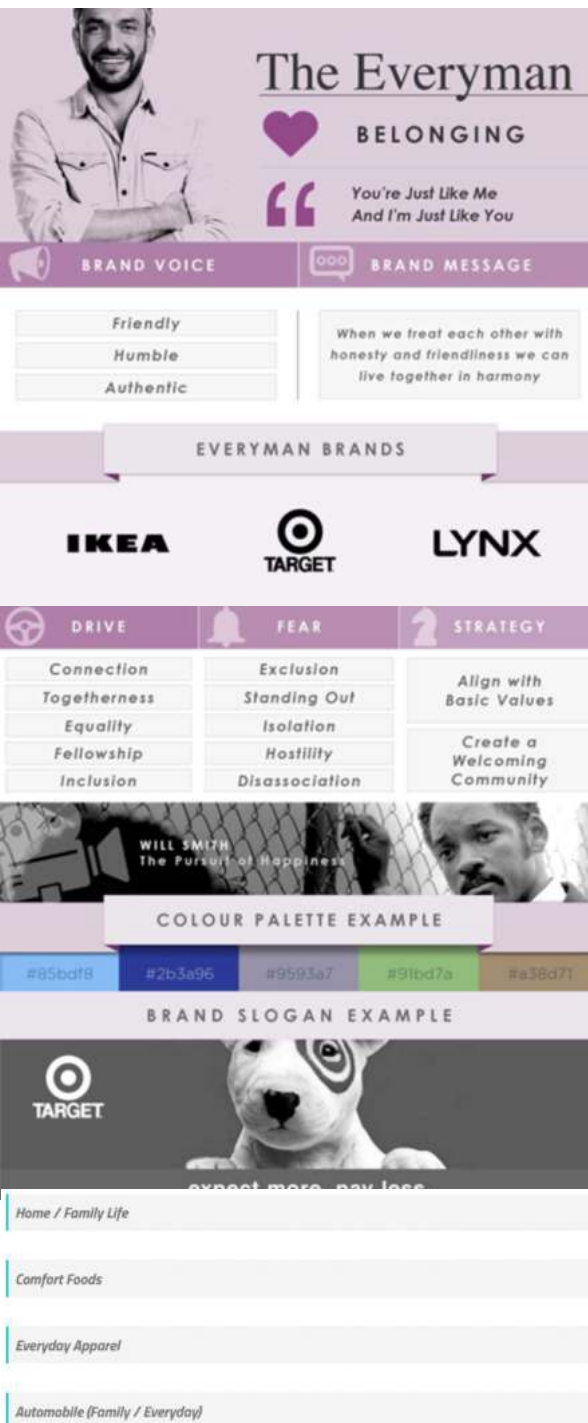 The Everyman
BELONGING
You're Just Like Me
And I'm Just Like You
BRAND VOICE
BRAND MESSAGE
Friendly
Humble
Authentic
When we treat each other with
honesty and friendliness we can
live together in harmony
EVERYMAN BRANDS
IKEA
TARGET
LYNX
DRIVE
FEAR
STRATEGY
Connection
Togetherness
Equality
Fellowship
Inclusion
Exclusion
Standing Out
Isolation
Hostility
Disassociation
Align with
Basic Values
Create a
Welcoming
Community
WILL SMITH
The Pursuit of Happiness
COLOUR PALETTE EXAMPLE
#85bdf8 #2b3a96 #9593a7 #91bd7a #a38d71
BRAND SLOGAN EXAMPLE
TARGET
expect more. pay less
Home / Family Life
Comfort Foods
Everyday Apparel
Automobile (Family / Everyday)